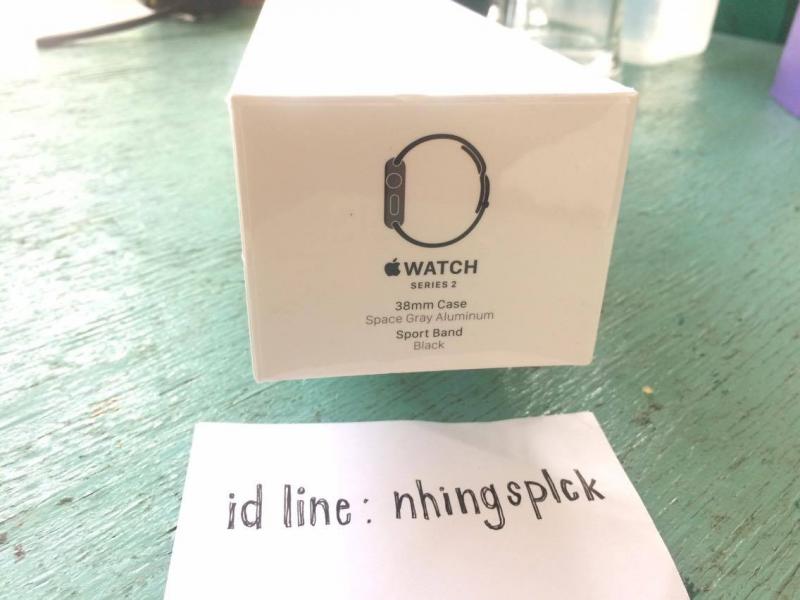 WATCH
SERIES 2
38mm Case
Space Gray Aluminum
Sport Band
Black
id line: nhingsplck